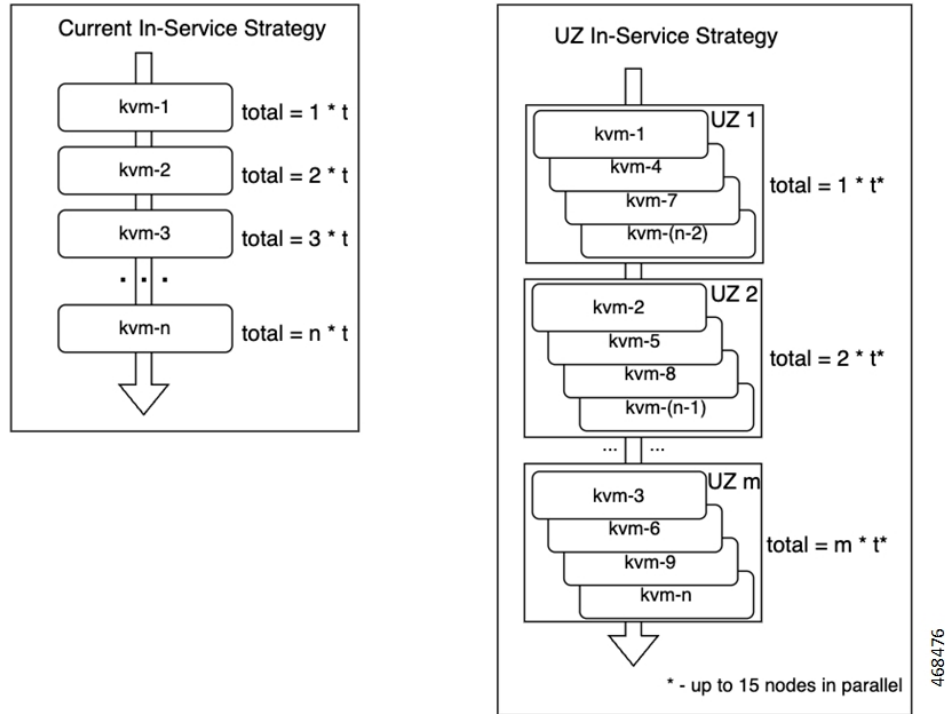 Current In-Service Strategy
kvm-1
total = 1 * t
kvm-2
total = 2 * t
kvm-3
total = 3 * t
. . .
kvm-n
total = n * t
UZ In-Service Strategy
UZ 1
kvm-1
kvm-4
kvm-7
kvm-(n-2)
total = 1 * t*
UZ 2
kvm-2
kvm-5
kvm-8
kvm-(n-1)
total = 2 * t*
... ...
UZ m
kvm-3
kvm-6
kvm-9
kvm-n
total = m * t*
* - up to 15 nodes in parallel
468476